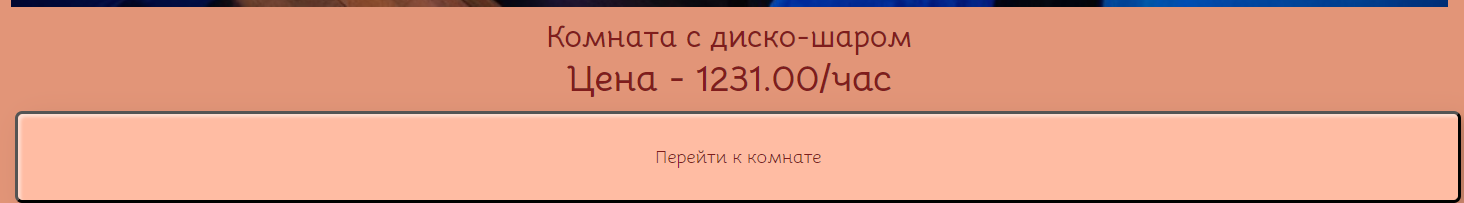 Комната с диско-шаром
Цена - 1231.00/час
Перейти к комнате